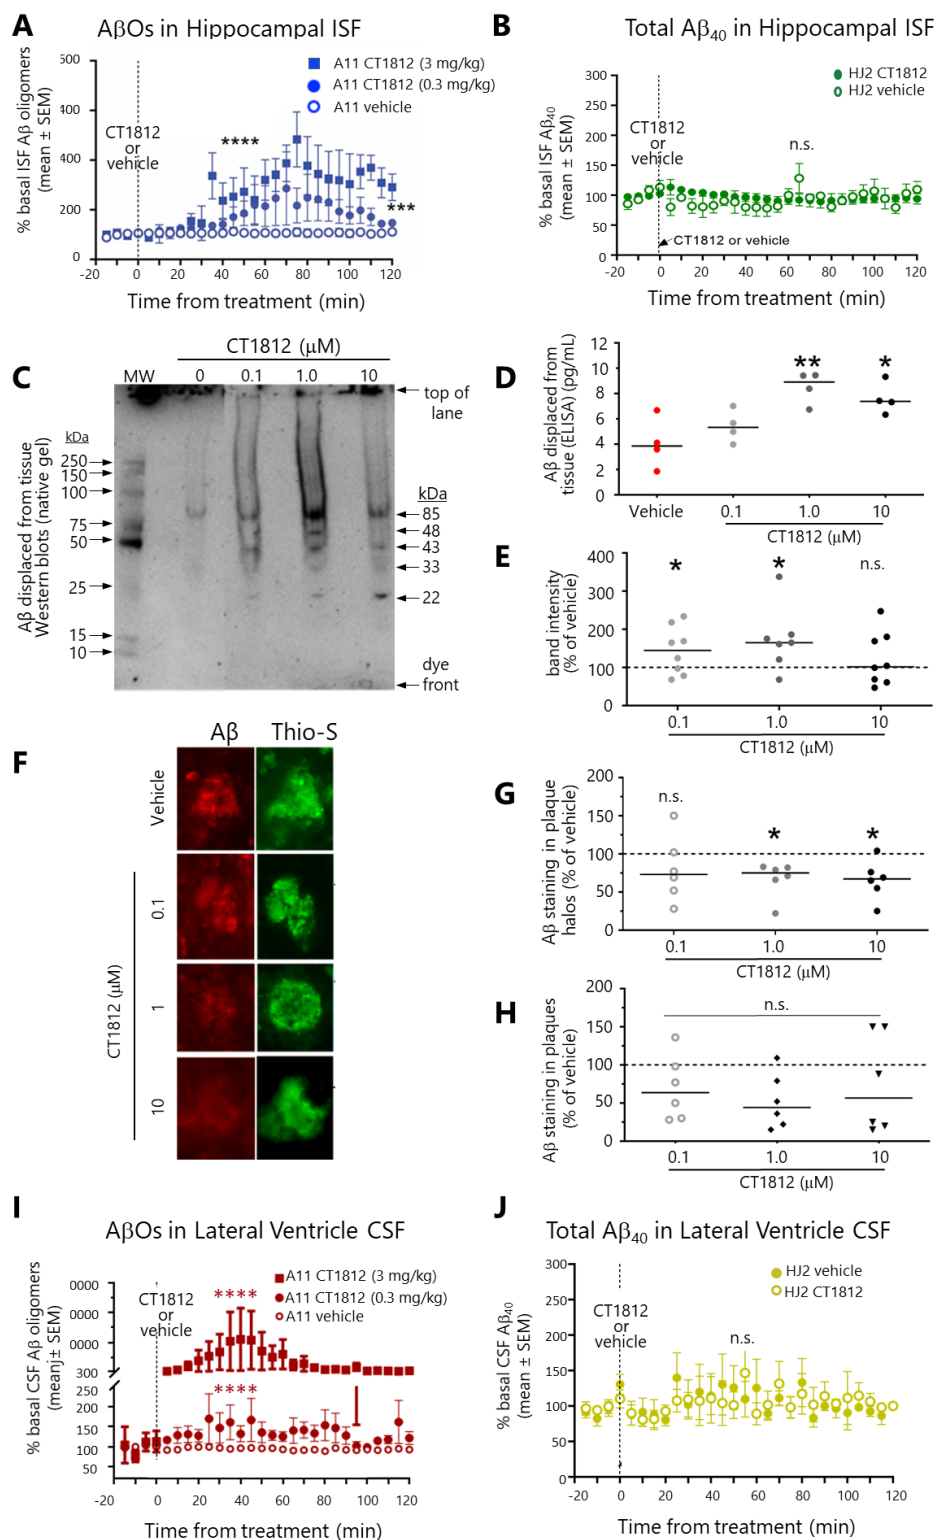 A
AβOs in Hippocampal ISF
% basal ISF Aβ oligomers
(mean ± SEM)
500
400
400
200
0
A11 CT1812 (3 mg/kg)
A11 CT1812 (0.3 mg/kg)
A11 vehicle
CT1812
or
vehicle
****
***
-20 0 20 40 60 80 100 120
Time from treatment (min)
B
Total Aβ40 in Hippocampal ISF
% basal ISF Aβ40
(mean ± SEM)
300
250
200
150
100
50
0
HJ2 CT1812
HJ2 vehicle
CT1812
or
vehicle
n.s.
CT1812 or vehicle
-20 0 20 40 60 80 100 120
Time from treatment (min)
C
CT1812 (μM)
MW 0 0.1 1.0 10
Aβ displaced from tissue
Western blots (native gel)
kDa
250
150
100
75
50
25
15
10
top of
lane
kDa
85
48
43
33
22
dye
front
D
Aβ displaced from
tissue (ELISA) (pg/mL)
12
10
8
6
4
2
0
**
*
Vehicle 0.1 1.0 10
CT1812 (μM)
E
band intensity
(% of vehicle)
400
300
200
100
0
*
*
n.s.
0.1 1.0 10
CT1812 (μM)
F
Aβ Thio-S
Vehicle
0.1
1
10
CT1812 (μM)
G
Aβ staining in plaque
halos (% of vehicle)
200
150
100
50
0
n.s.
*
*
0.1 1.0 10
CT1812 (μM)
H
Aβ staining in plaques
(% of vehicle)
200
150
100
50
0
n.s.
0.1 1.0 10
CT1812 (μM)
I
AβOs in Lateral Ventricle CSF
% basal CSF Aβ oligomers
(meanj± SEM)
0000
0000
0000
300
250
200
150
100
50
CT1812
or
vehicle
****
A11 CT1812 (3 mg/kg)
A11 CT1812 (0.3 mg/kg)
A11 vehicle
****
-20 0 20 40 60 80 100 120
Time from treatment (min)
J
Total Aβ40 in Lateral Ventricle CSF
% basal CSF Aβ40
(mean ± SEM)
300
250
200
150
100
50
0
HJ2 vehicle
HJ2 CT1812
CT1812
or
vehicle
n.s.
-20 0 20 40 60 80 100 120
Time from treatment (min)